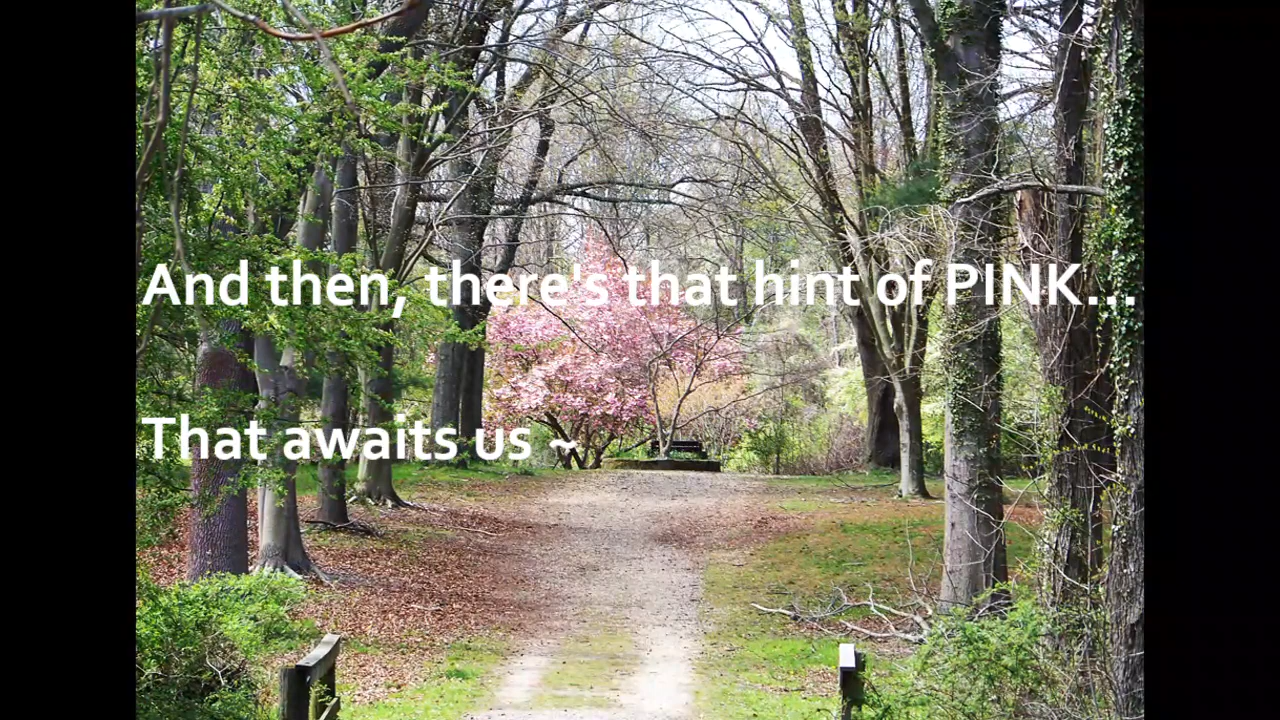 And then, there's that hint of PINK...
That awaits us ~